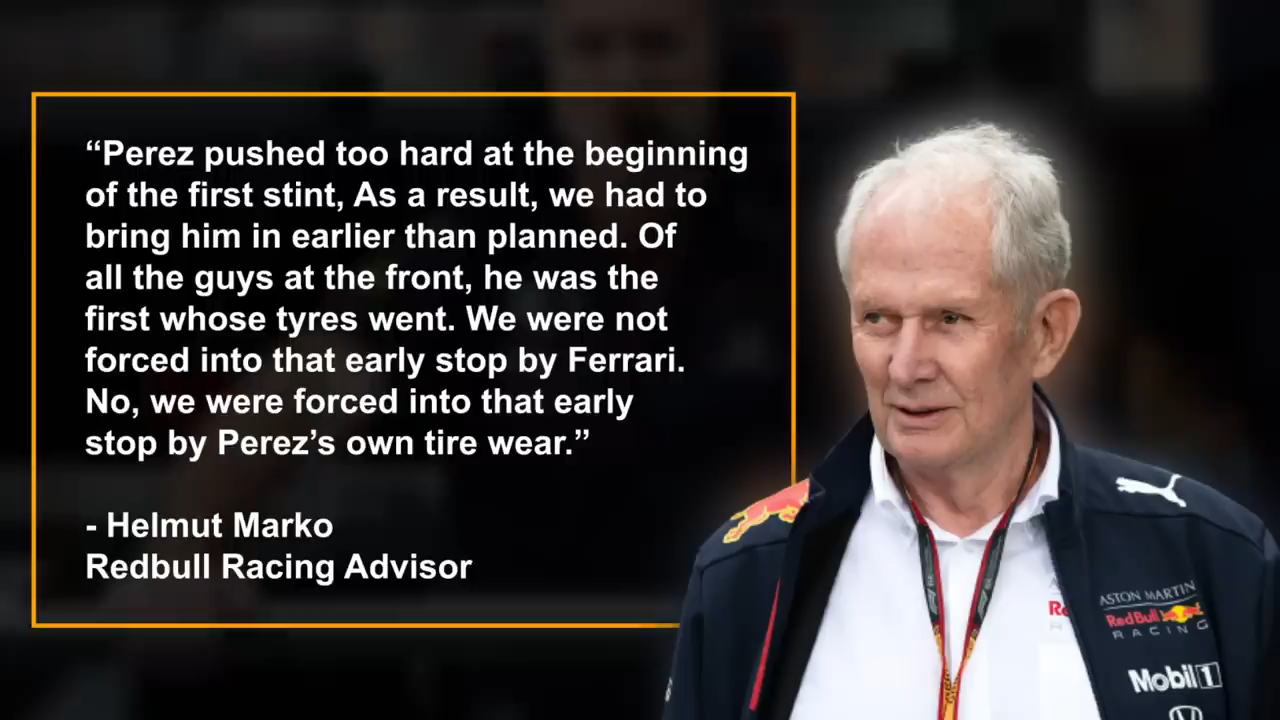 “Perez pushed too hard at the beginning
of the first stint, As a result, we had to
bring him in earlier than planned. Of
all the guys at the front, he was the
first whose tyres went. We were not
forced into that early stop by Ferrari.
No, we were forced into that early
stop by Perez’s own tire wear.”
- Helmut Marko
Redbull Racing Advisor
ASTON MARTIN
Red Bull
RACING
Mobil 1